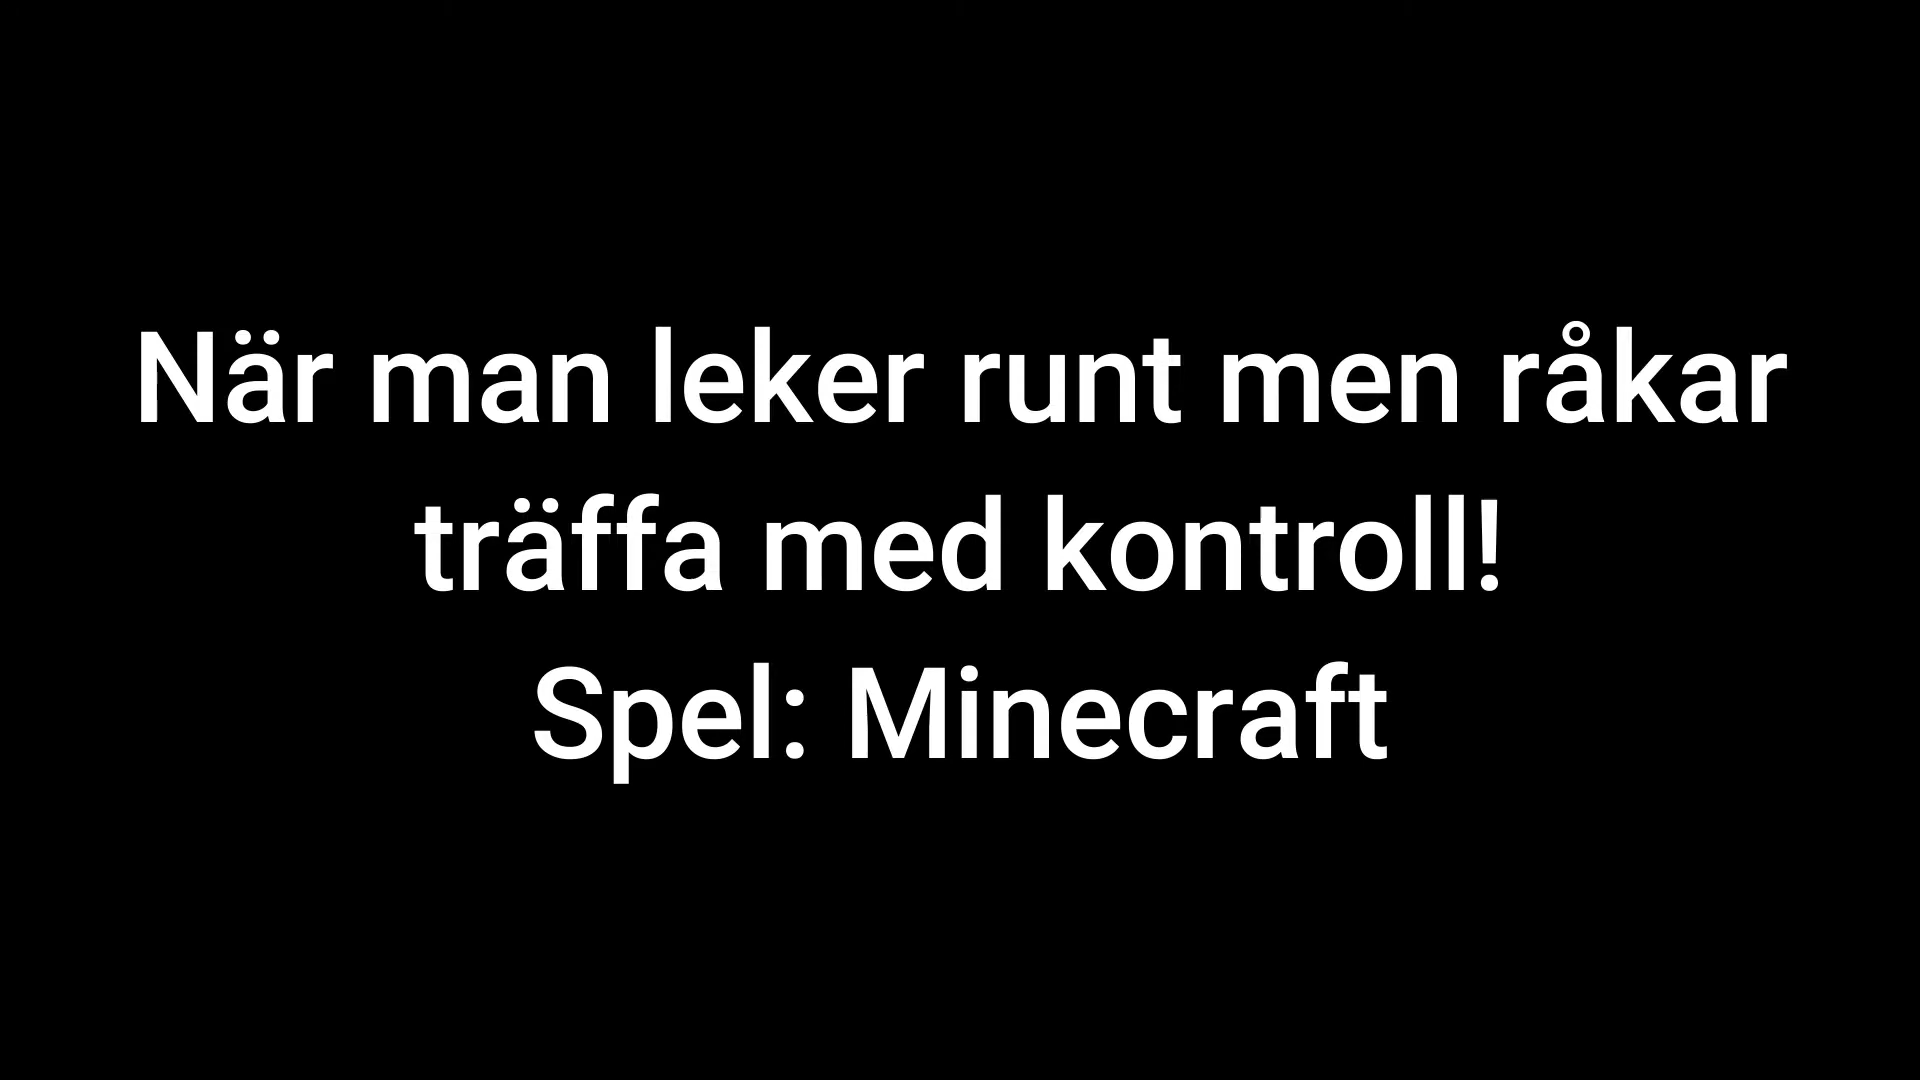 När man leker runt men råkar
träffa med kontroll!
Spel: Minecraft